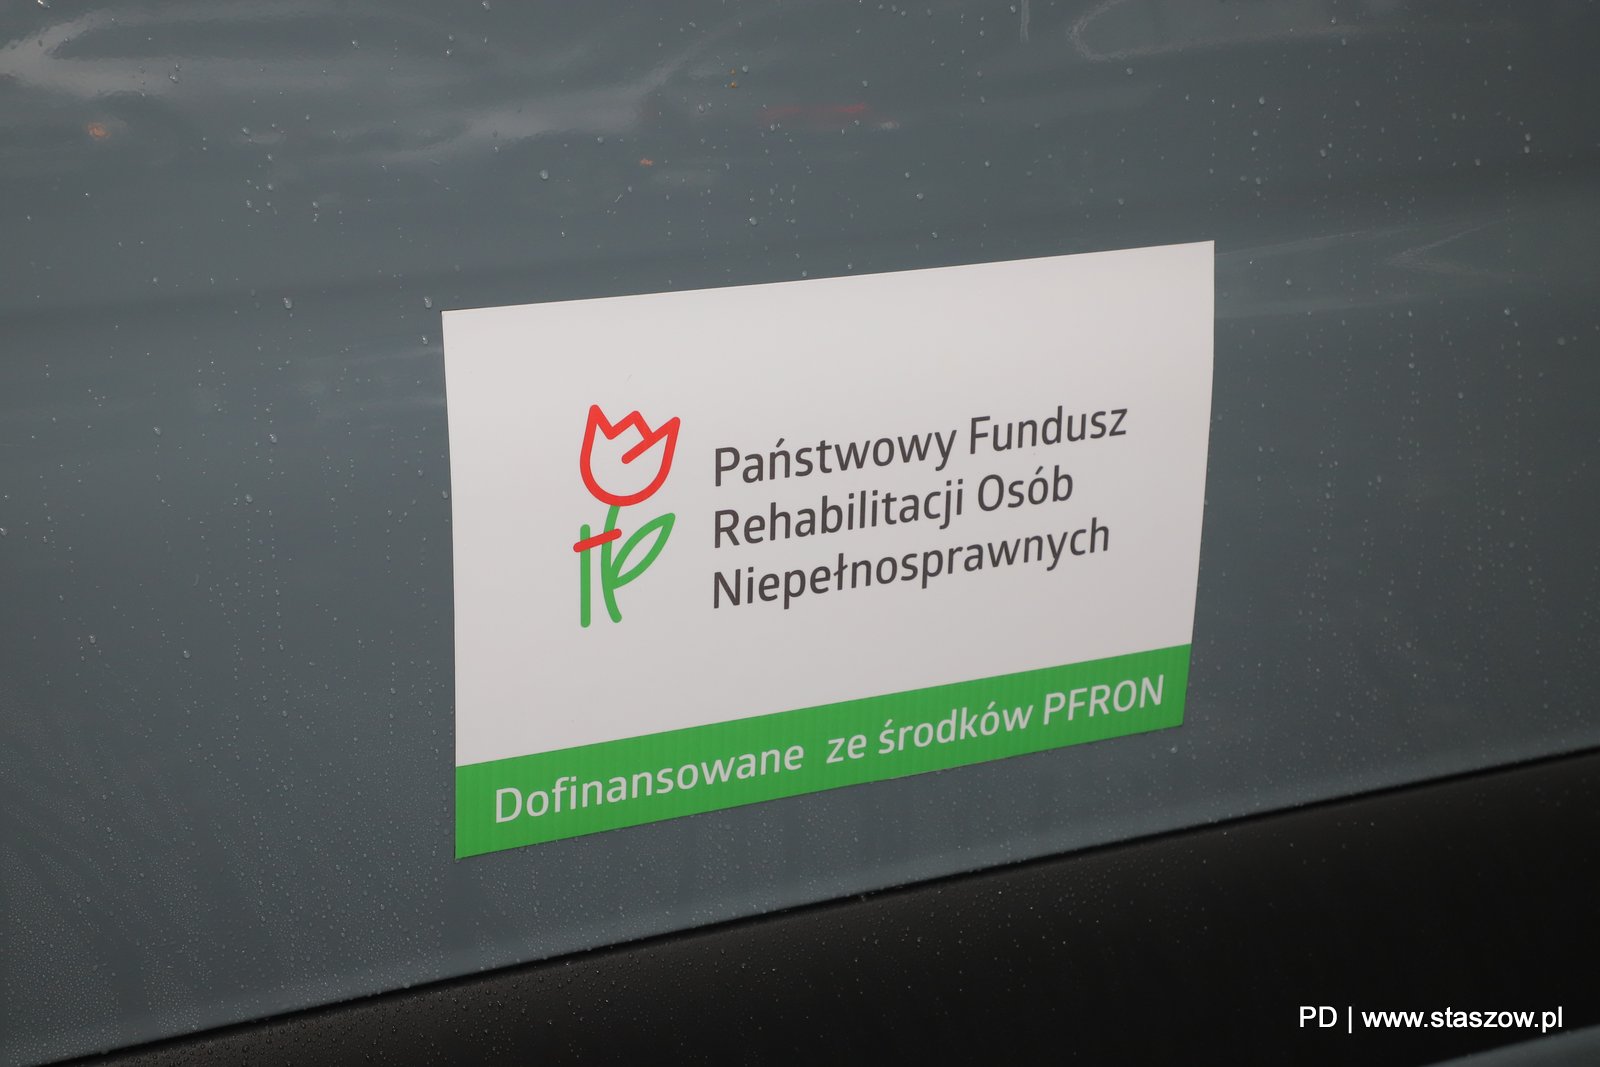 Państwowy Fundusz
Rehabilitacji Osób
Niepełnosprawnych
Dofinansowane ze środków PFRON
PD | www.staszow.pl